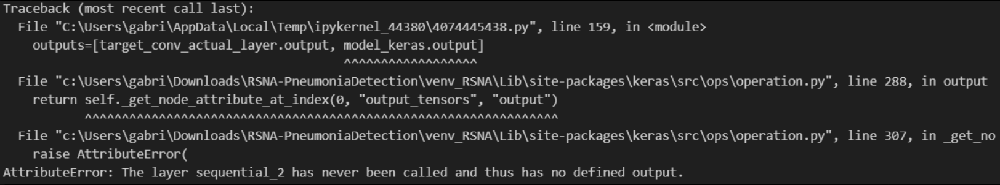 Traceback (most recent call last):
  File "C:\Users\gabri\AppData\Local\Temp\ipykernel_44380\4074445438.py", line 159, in <module>
    outputs=[target_conv_actual_layer.output, model_keras.output]
                                              ^^^^^^^^^^^^^^^^^^
  File "c:\Users\gabri\Downloads\RSNA-PneumoniaDetection\venv_RSNA\Lib\site-packages\keras\src\ops\operation.py", line 288, in output
    return self._get_node_attribute_at_index(0, "output_tensors", "output")
           ^^^^^^^^^^^^^^^^^^^^^^^^^^^^^^^^^^^^^^^^^^^^^^^^^^^^^^^^^^^^^^^^
  File "c:\Users\gabri\Downloads\RSNA-PneumoniaDetection\venv_RSNA\Lib\site-packages\keras\src\ops\operation.py", line 307, in _get_no
    raise AttributeError(
AttributeError: The layer sequential_2 has never been called and thus has no defined output.